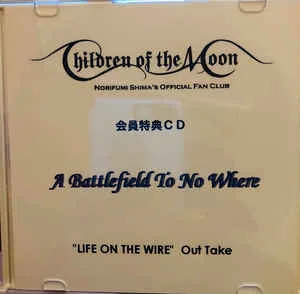 Children of the Moon
NORIFUMI SHIMA'S OFFICIAL FAN CLUB
会員特典CD
A Battlefield To No Where
"LIFE ON THE WIRE" Out Take